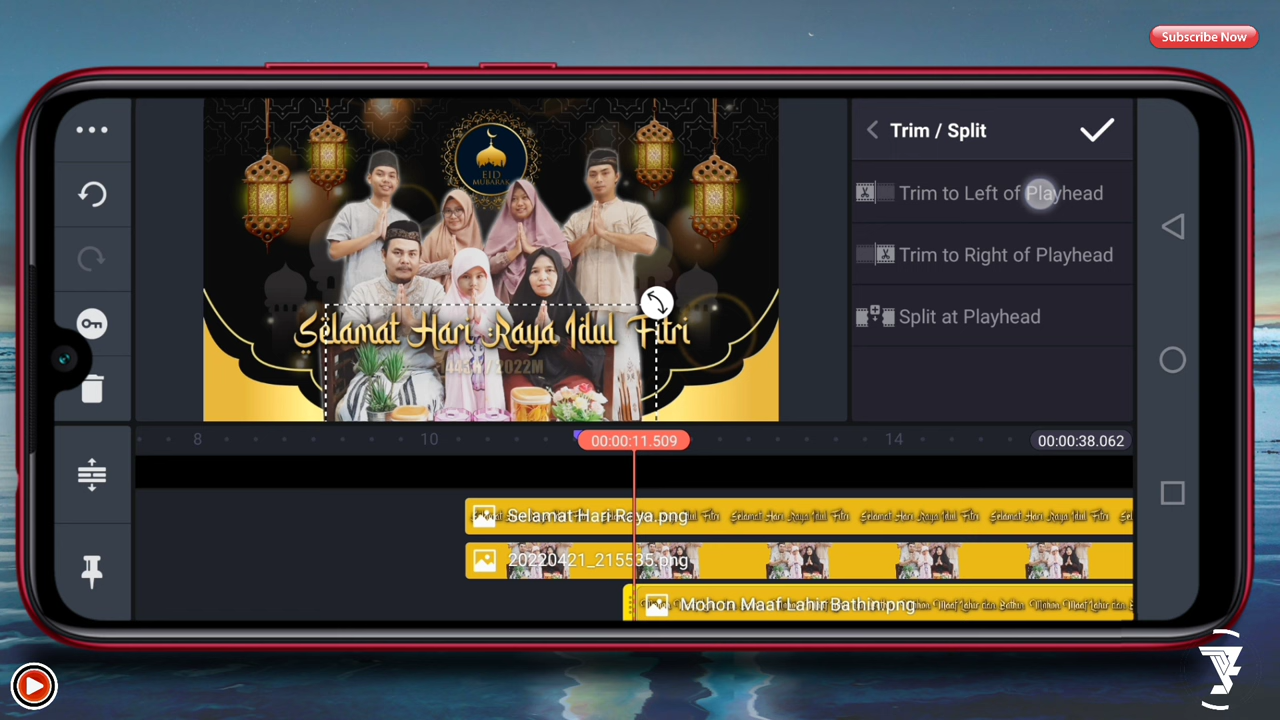 Subscribe Now
EID
MUBARAK
Selamat Hari Raya Idul Fitri
1443H/2022M
Trim / Split
Trim to Left of Playhead
Trim to Right of Playhead
Split at Playhead
8
10
00:00:11.509
14
00:00:38.062
Selamat Hari Raya.png
20220421_215535.png
Mohon Maaf Lahir Bathin.png